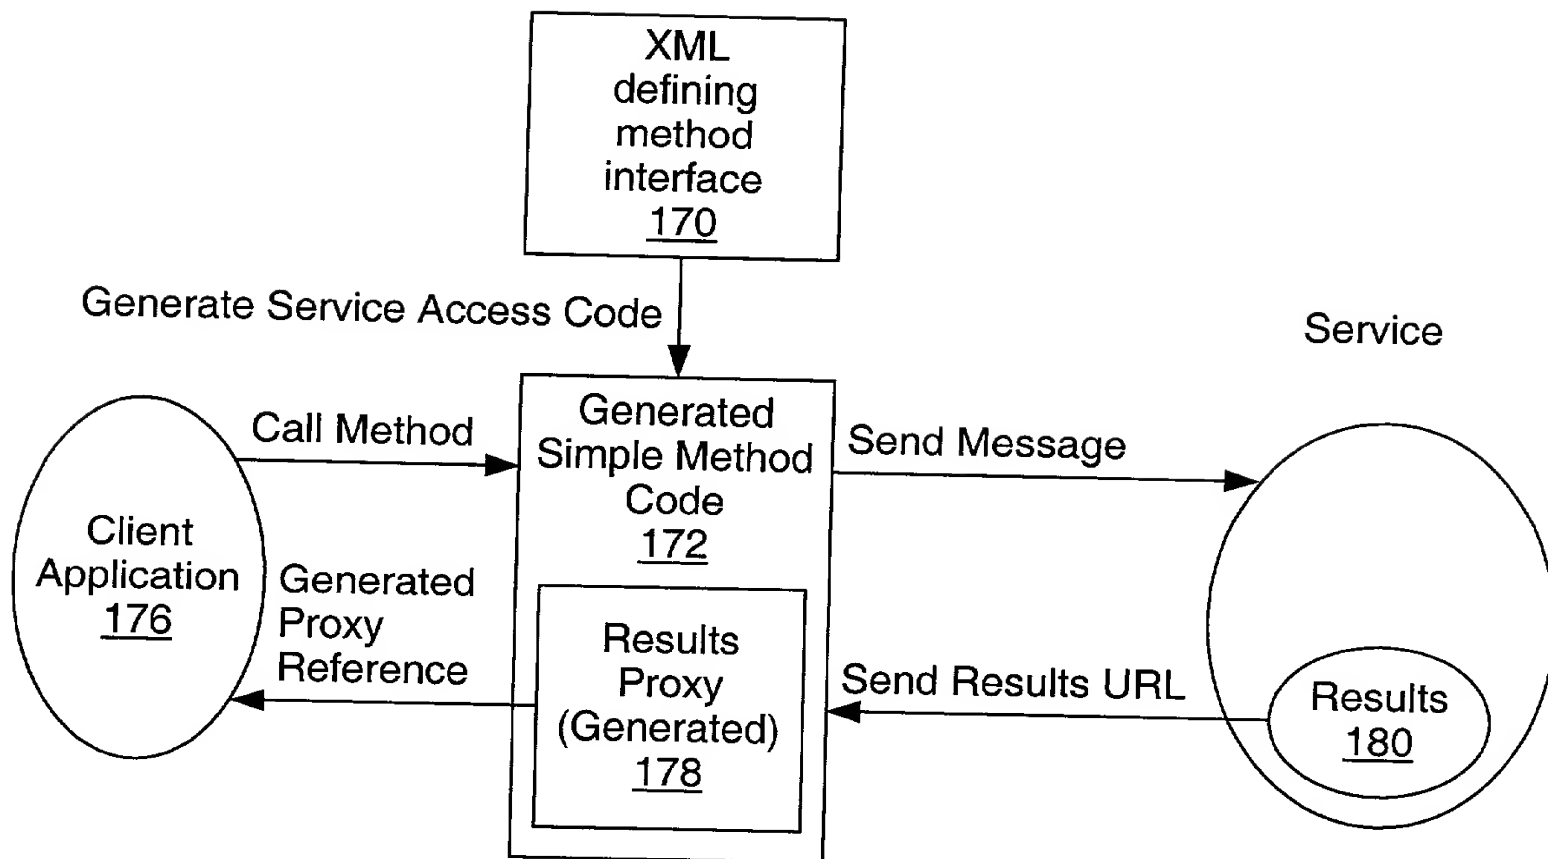 XML
defining
method
interface
170
Generate Service Access Code
Service
Call Method
Generated
Simple Method
Code
172
Send Message
Client
Application
176
Generated
Proxy
Reference
Results
Proxy
(Generated)
178
Send Results URL
Results
180